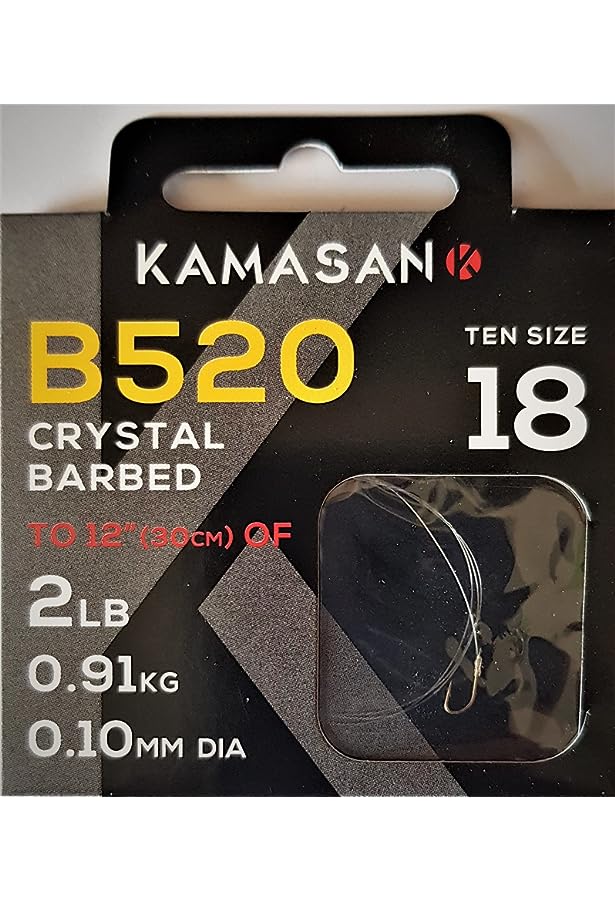 KAMASAN K
B520
CRYSTAL
BARBED
TEN SIZE
18
TO 12" (30CM) OF
2LB
0.91KG
0.10MM DIA